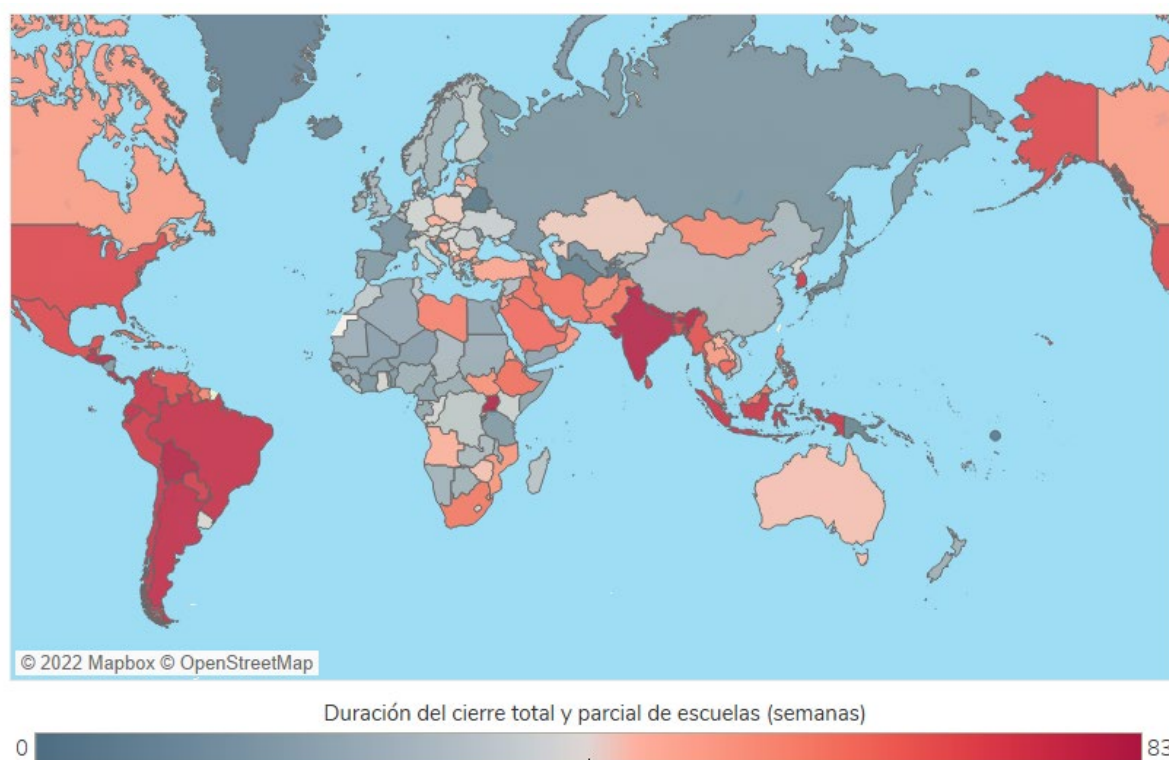 © 2022 Mapbox © OpenStreetMap
Duración del cierre total y parcial de escuelas (semanas)
0 83